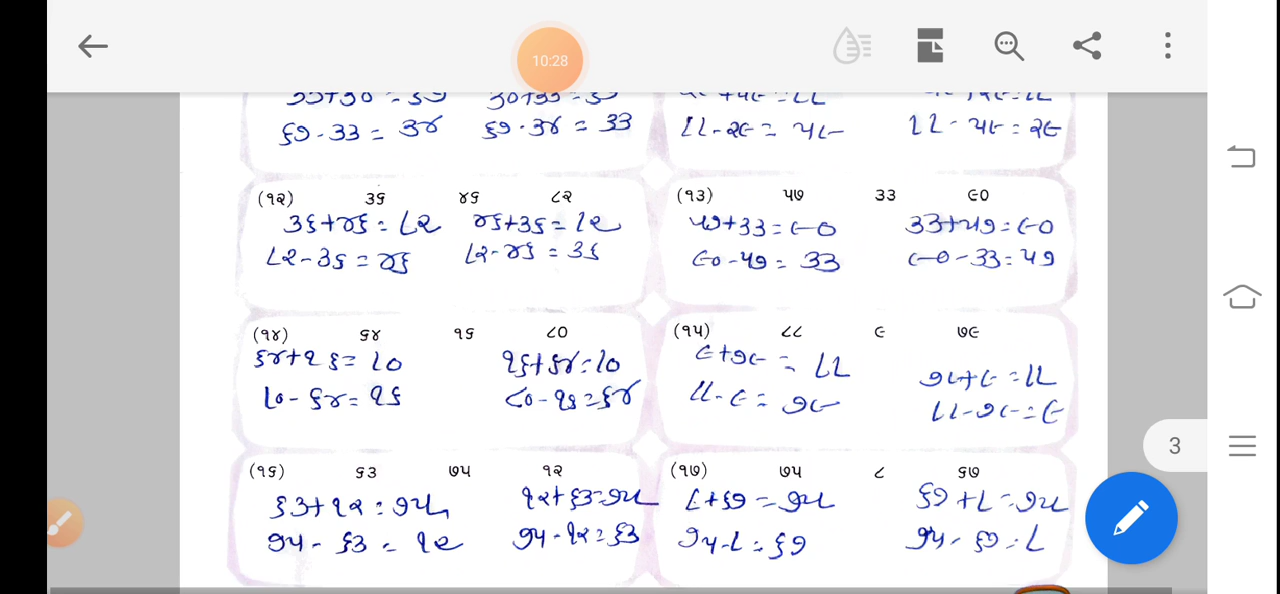 10:28
૬૭-૩૩ = ૩૪ ૬૭-૩૪ = ૩૩
૮૮-૨૯ = ૫૯ ૮૮-૫૯ = ૨૯
(૧૨) ૩૬ ૪૬ ૮૨
૩૬+૪૬ = ૮૨ ૪૬+૩૬ = ૮૨
૮૨-૩૬ = ૪૬ ૮૨-૪૬ = ૩૬
(૧૩) ૫૭ ૩૩ ૯૦
૫૭+૩૩ = ૯૦ ૩૩+૫૭ = ૯૦
૯૦-૫૭ = ૩૩ ૯૦-૩૩ = ૫૭
(૧૪) ૬૪ ૧૬ ૮૦
૬૪+૧૬ = ૮૦ ૧૬+૬૪ = ૮૦
૮૦-૬૪ = ૧૬ ૮૦-૧૬ = ૬૪
(૧૫) ૮૮ ૯ ૭૯
૯+૭૯ = ૮૮ ૭૯+૯ = ૮૮
૮૮-૯ = ૭૯ ૮૮-૭૯ = ૯
3
(૧૬) ૬૩ ૭૫ ૧૨
૬૩+૧૨ = ૭૫ ૧૨+૬૩ = ૭૫
૭૫-૬૩ = ૧૨ ૭૫-૧૨ = ૬૩
(૧૭) ૭૫ ૮ ૬૭
૮+૬૭ = ૭૫ ૬૭+૮ = ૭૫
૭૫-૮ = ૬૭ ૭૫-૬૭ = ૮